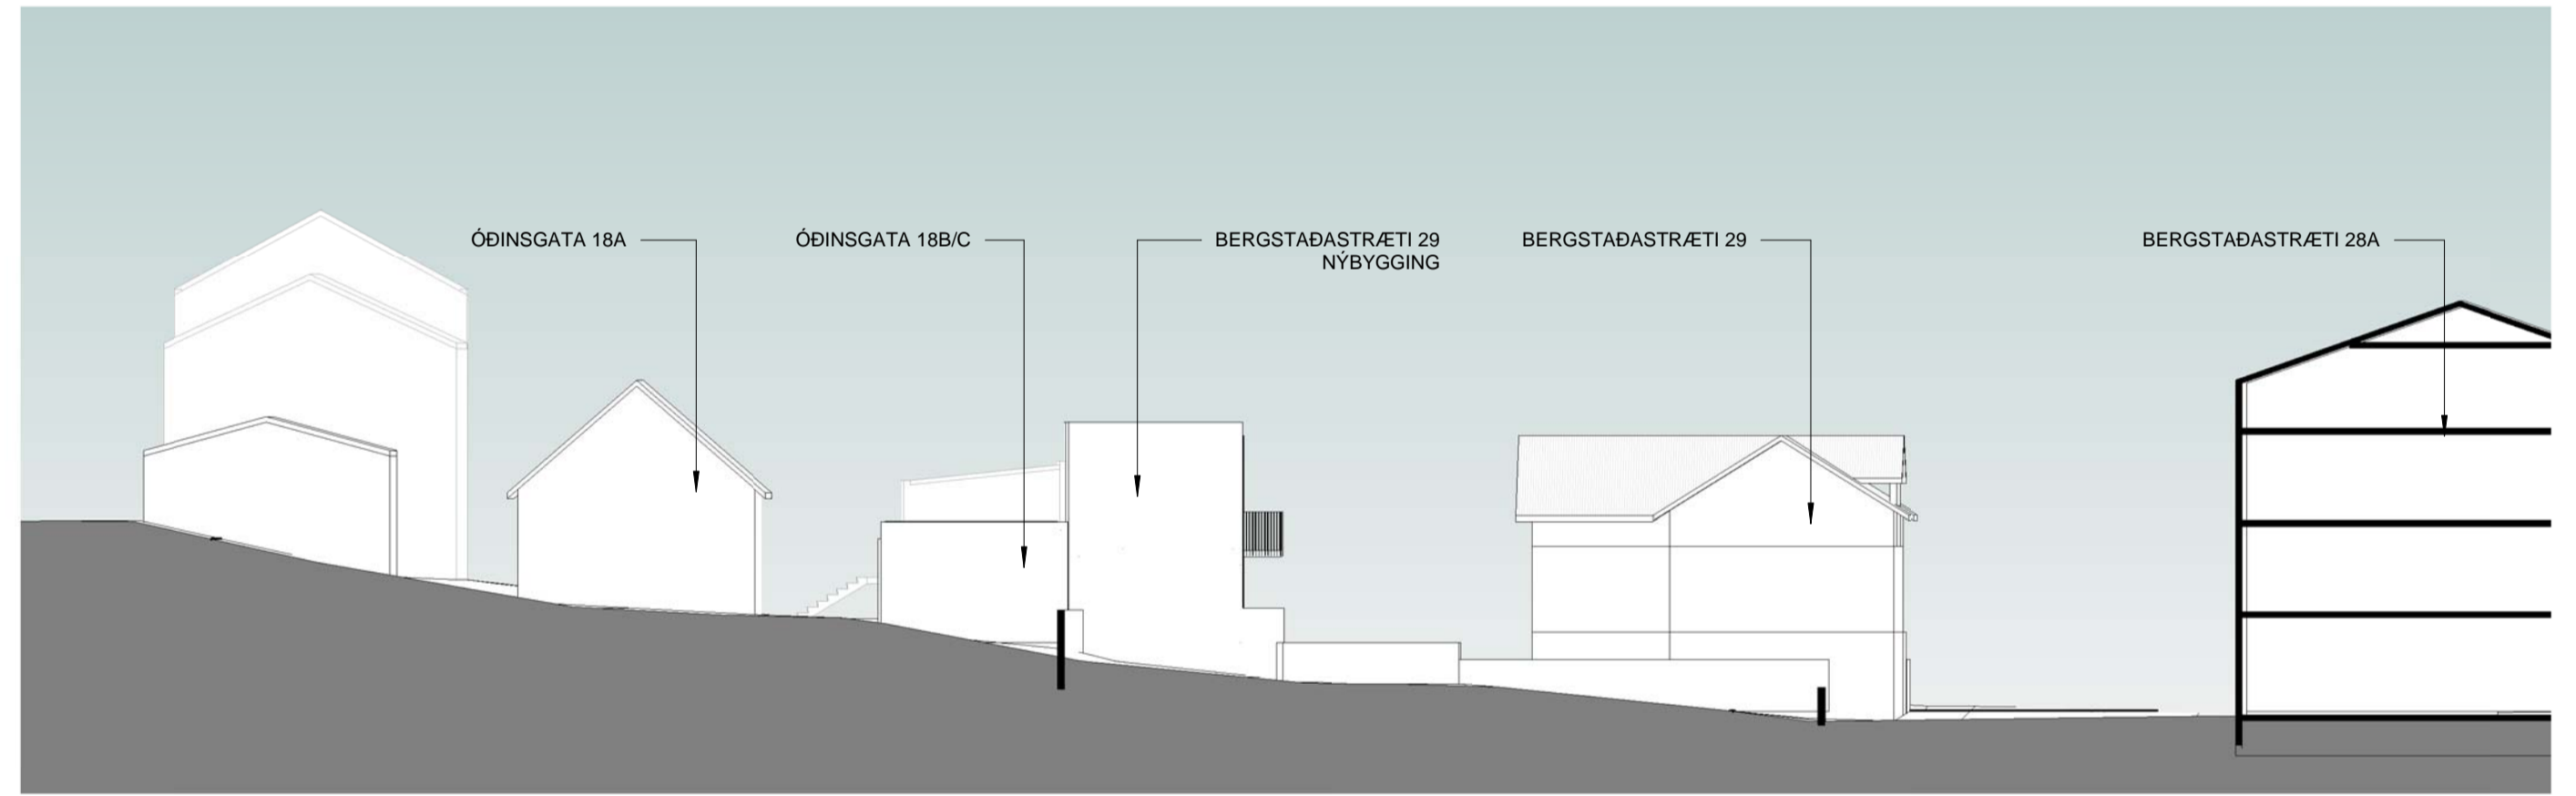 ÓÐINSGATA 18A
ÓÐINSGATA 18B/C
BERGSTAÐASTRÆTI 29
NÝBYGGING
BERGSTAÐASTRÆTI 29
BERGSTAÐASTRÆTI 28A